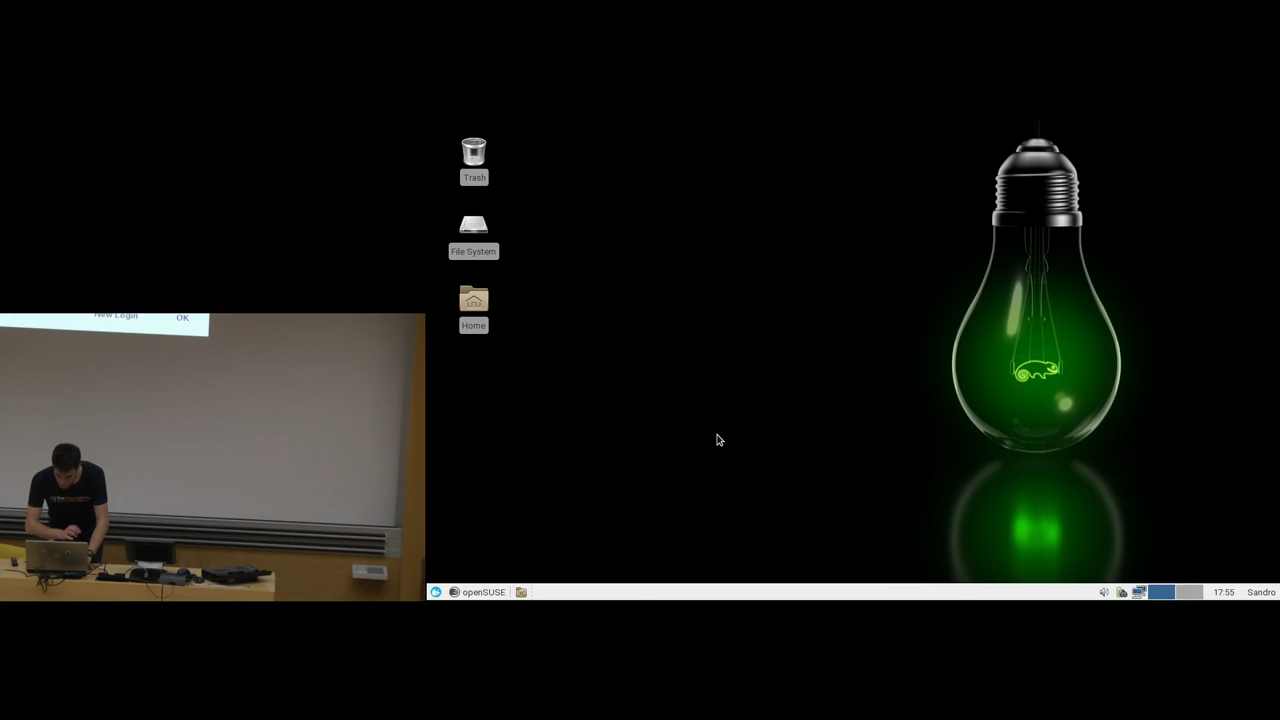 Trash
File System
Home
New Login OK
openSUSE
17:55
Sandro